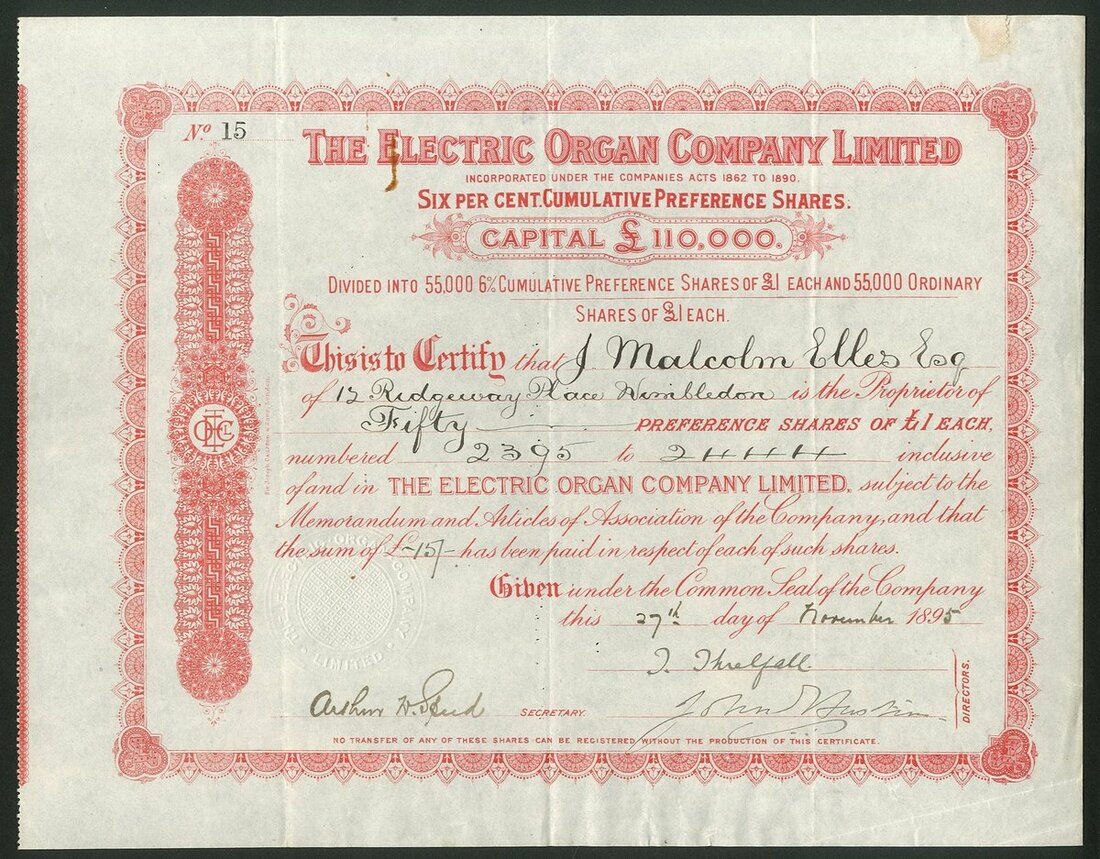 No 15
THE ELECTRIC ORGAN COMPANY LIMITED
INCORPORATED UNDER THE COMPANIES ACTS 1862 TO 1890.
SIX PER CENT. CUMULATIVE PREFERENCE SHARES.
CAPITAL £110,000.
DIVIDED INTO 55,000 6% CUMULATIVE PREFERENCE SHARES OF £1 EACH AND 55,000 ORDINARY
SHARES OF £1 EACH.
This is to Certify that J. Malcolm Elles Esq
of 12 Ridgeway Place Wimbledon is the Proprietor of
Fifty PREFERENCE SHARES OF £1 EACH,
numbered 2395 to 2444 inclusive
of and in THE ELECTRIC ORGAN COMPANY LIMITED, subject to the
Memorandum and Articles of Association of the Company, and that
the sum of £-15/- has been paid in respect of each of such shares.
Given under the Common Seal of the Company
this 27th day of November 1895
T. Threlfall
Arthur W. SECRETARY. John Austin
DIRECTORS.
NO TRANSFER OF ANY OF THESE SHARES CAN BE REGISTERED WITHOUT THE PRODUCTION OF THIS CERTIFICATE.